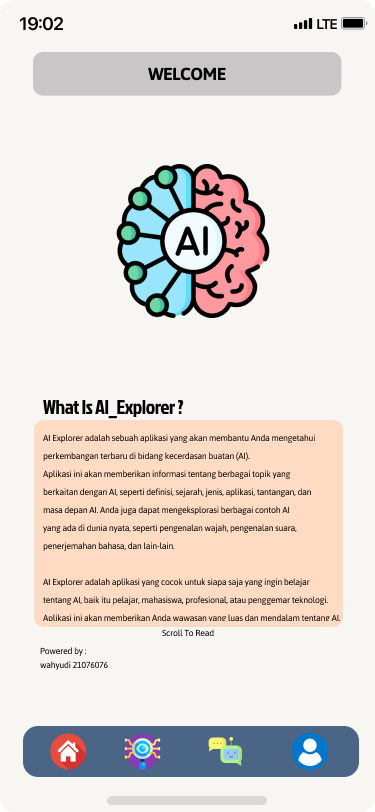 19:02
LTE
WELCOME
AI
What Is AI_Explorer ?
AI Explorer adalah sebuah aplikasi yang akan membantu Anda mengetahui
perkembangan terbaru di bidang kecerdasan buatan (AI).
Aplikasi ini akan memberikan informasi tentang berbagai topik yang
berkaitan dengan AI, seperti definisi, sejarah, jenis, aplikasi, tantangan, dan
masa depan AI. Anda juga dapat mengeksplorasi berbagai contoh AI
yang ada di dunia nyata, seperti pengenalan wajah, pengenalan suara,
penerjemahan bahasa, dan lain-lain.
AI Explorer adalah aplikasi yang cocok untuk siapa saja yang ingin belajar
tentang AI, baik itu pelajar, mahasiswa, profesional, atau penggemar teknologi.
Aplikasi ini akan memberikan Anda wawasan yang luas dan mendalam tentang AI.
Scroll To Read
Powered by :
wahyudi 21076076